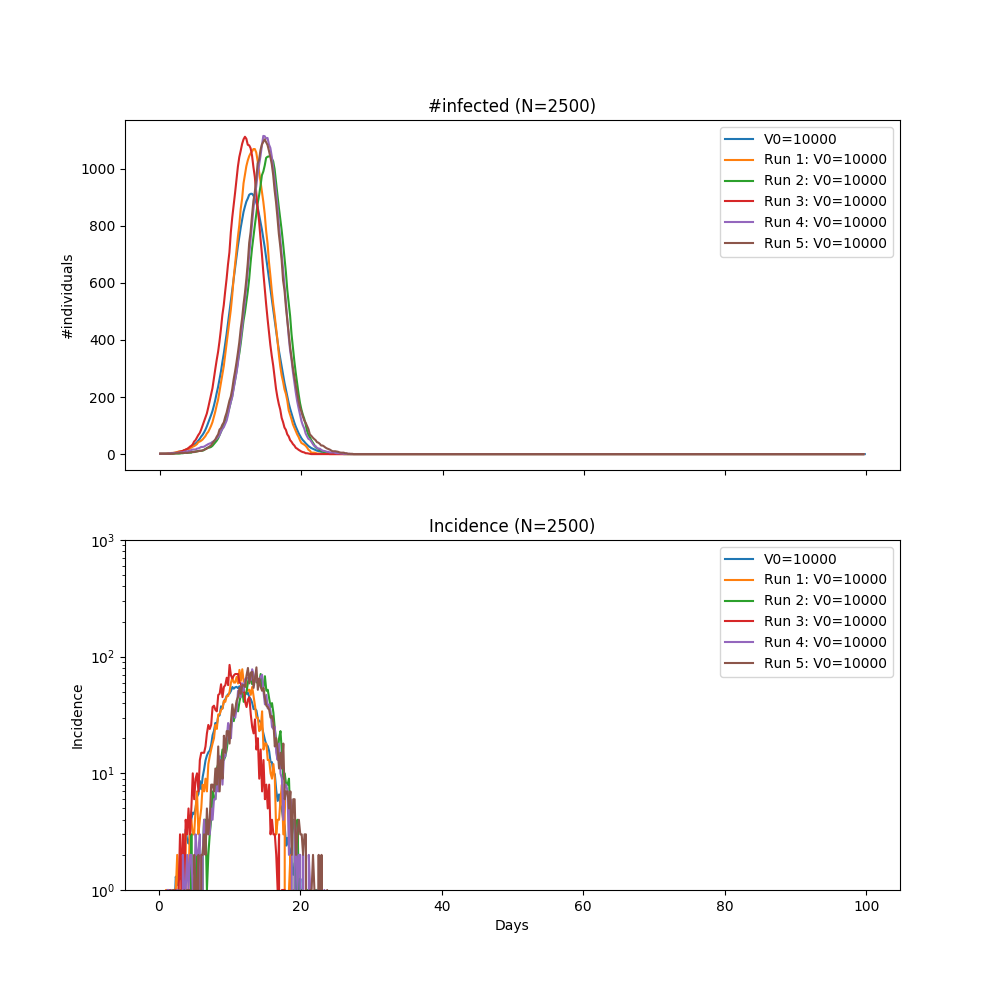 #infected (N=2500)
#individuals
1000
800
600
400
200
0
V0=10000
Run 1: V0=10000
Run 2: V0=10000
Run 3: V0=10000
Run 4: V0=10000
Run 5: V0=10000
Incidence (N=2500)
Incidence
10³
10²
10¹
10⁰
V0=10000
Run 1: V0=10000
Run 2: V0=10000
Run 3: V0=10000
Run 4: V0=10000
Run 5: V0=10000
0 20 40 60 80 100
Days